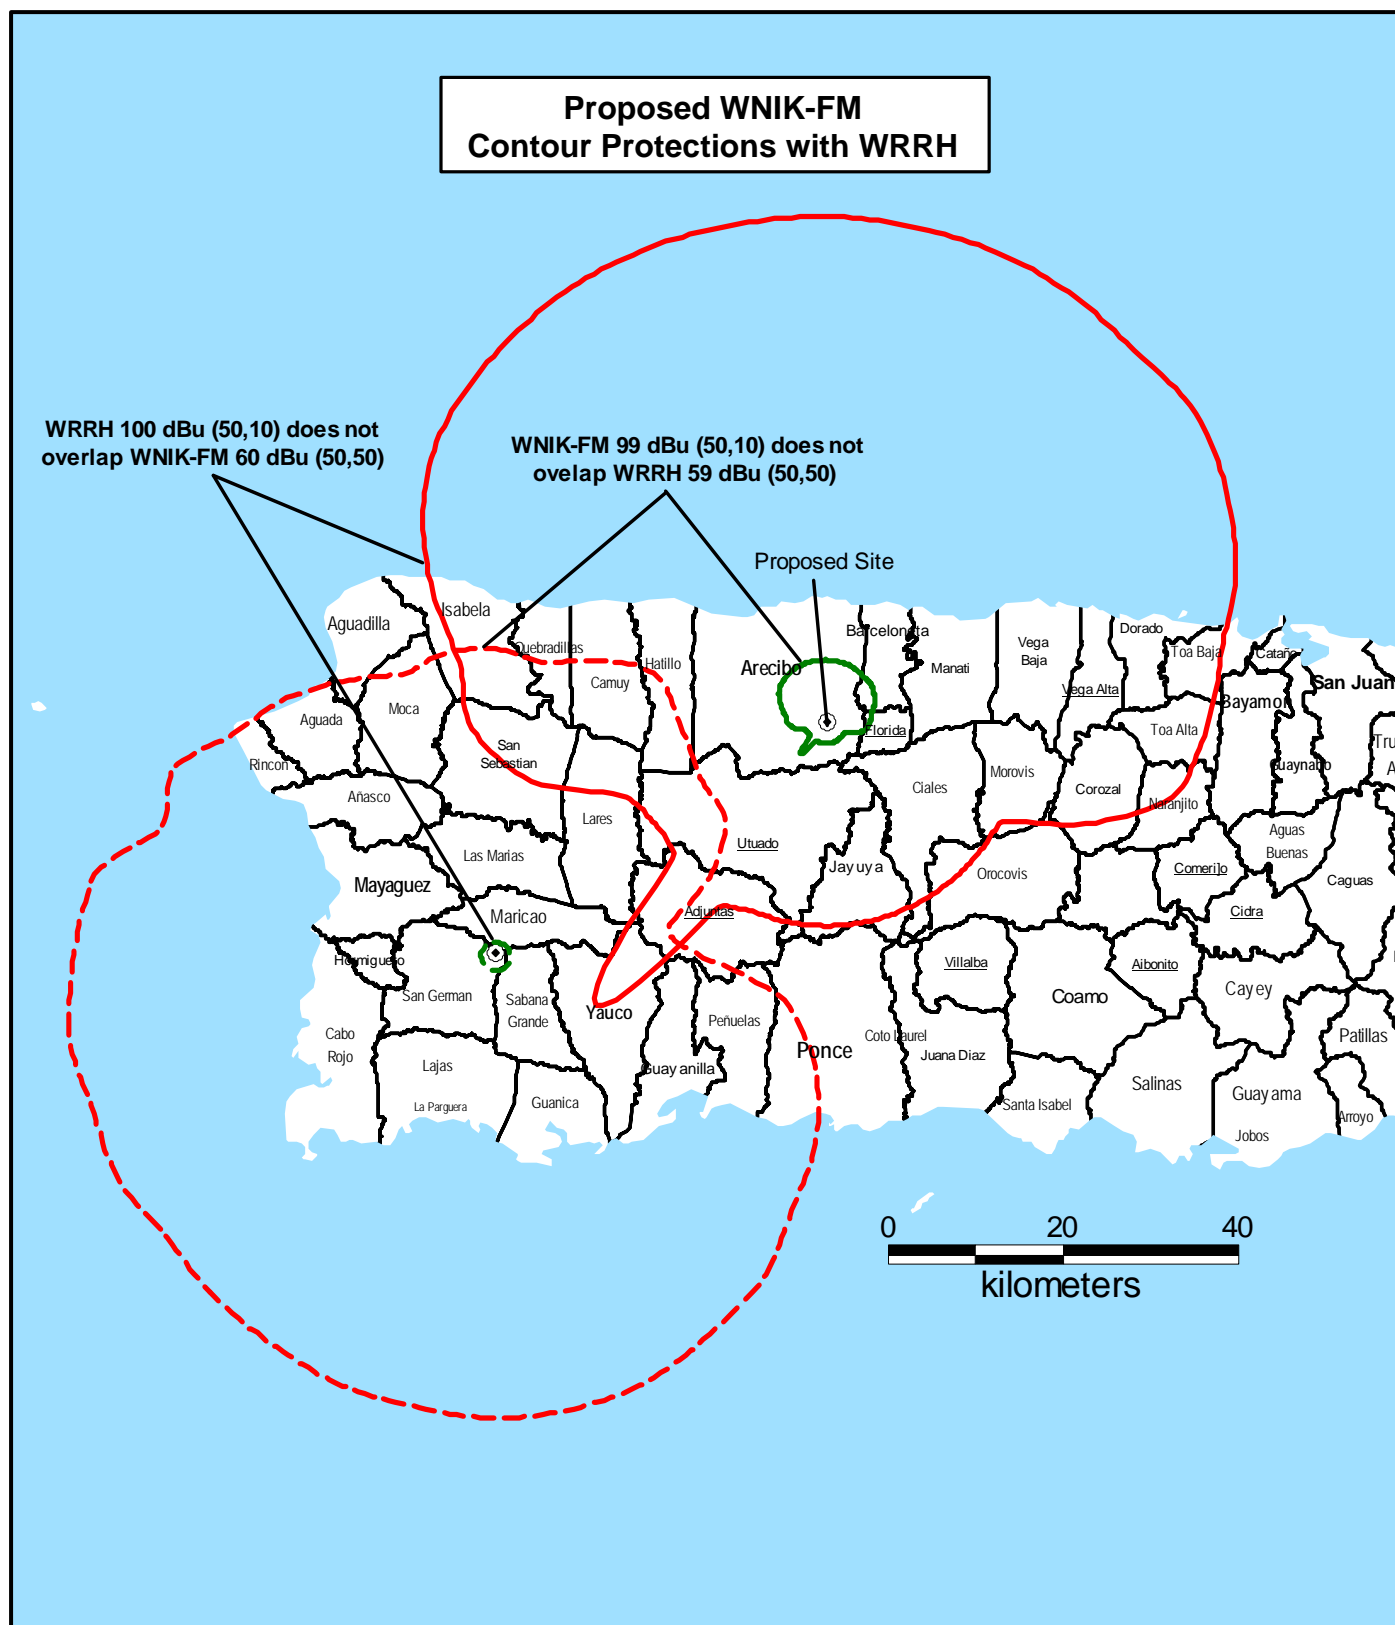 Proposed WNIK-FM
Contour Protections with WRRH
WRRH 100 dBu (50,10) does not
overlap WNIK-FM 60 dBu (50,50)
WNIK-FM 99 dBu (50,10) does not
ovelap WRRH 59 dBu (50,50)
Proposed Site
Isabela
Aguadilla
Quebradillas
Hatillo
Camuy
Arecibo
Barceloneta
Manati
Vega
Baja
Dorado
Vega Alta
Toa Baja
Cataño
San Juan
Bayamon
Moca
Aguada
Rincon
San
Sebastian
Florida
Toa Alta
Tru
A
Guaynabo
Añasco
Lares
Ciales
Morovis
Corozal
Naranjito
Aguas
Buenas
Las Marias
Utuado
Jayuya
Orocovis
Comerijo
Caguas
Mayaguez
Maricao
Adjuntas
Cidra
Hormiguero
Villalba
Aibonito
San German
Sabana
Grande
Yauco
Peñuelas
Coamo
Cayey
Cabo
Rojo
Lajas
Guayanilla
Ponce
Coto Laurel
Juana Diaz
Salinas
Patillas
La Parguera
Guanica
Santa Isabel
Guayama
Arroyo
Jobos
0 20 40
kilometers